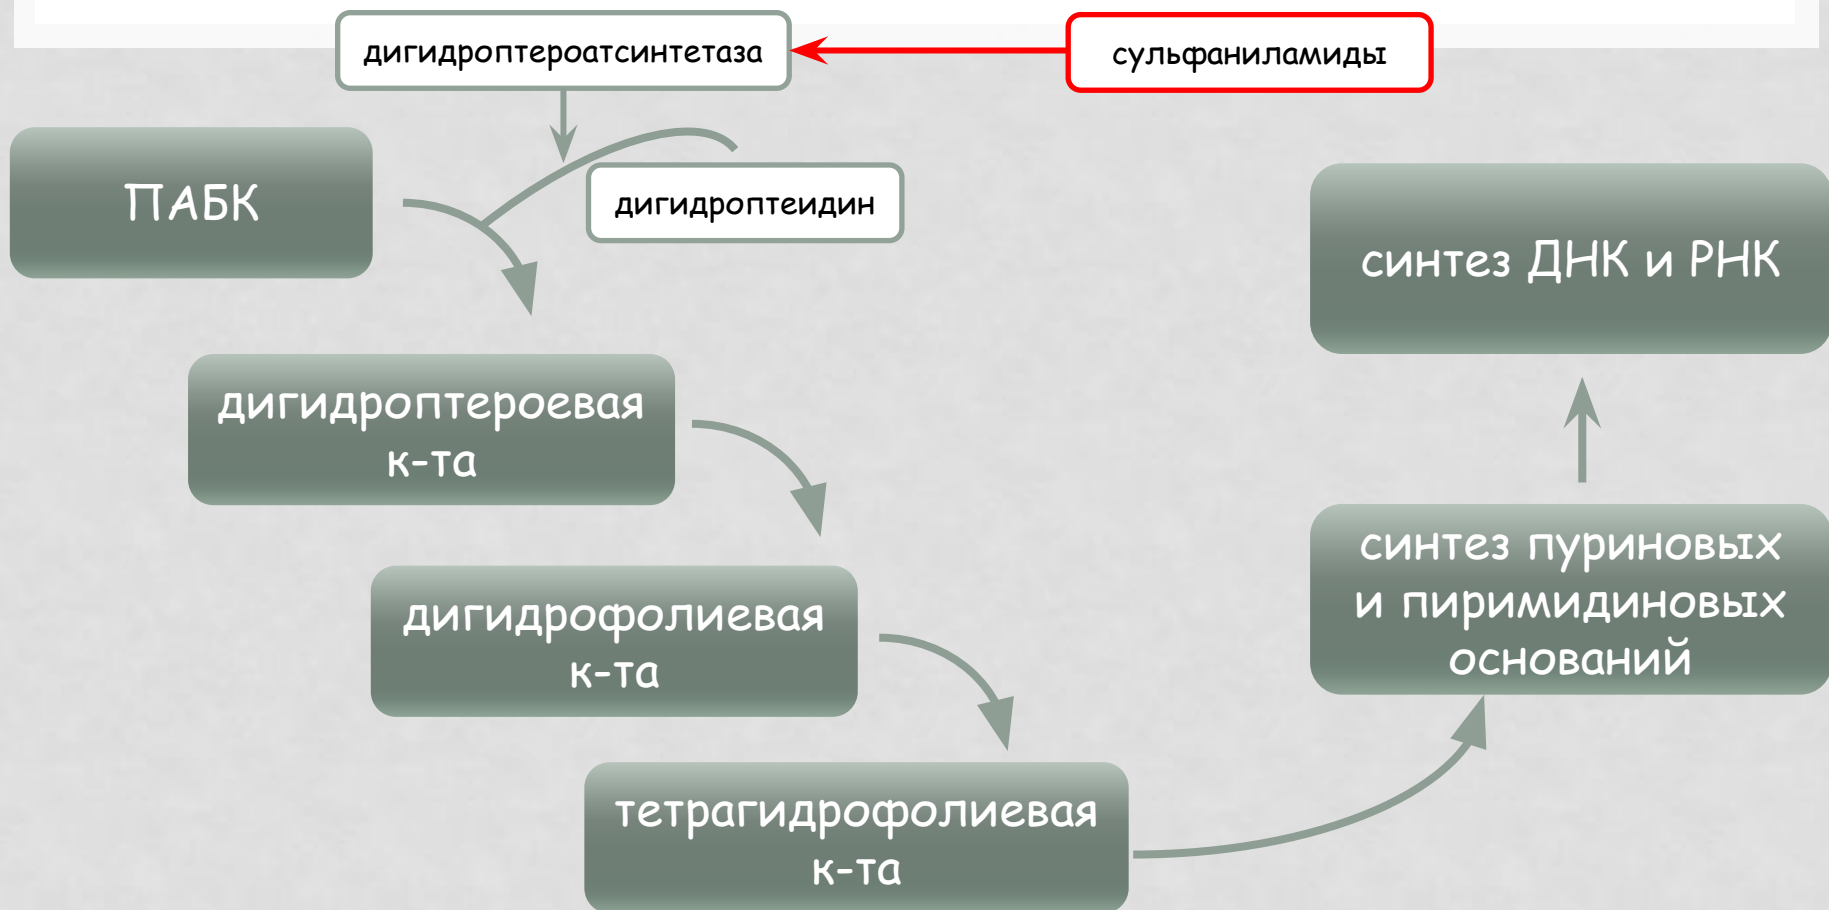 дигидроптероатсинтетаза
сульфаниламиды
ПАБК
дигидроптеидин
дигидроптероевая
к-та
дигидрофолиевая
к-та
тетрагидрофолиевая
к-та
синтез пуриновых
и пиримидиновых
оснований
синтез ДНК и РНК